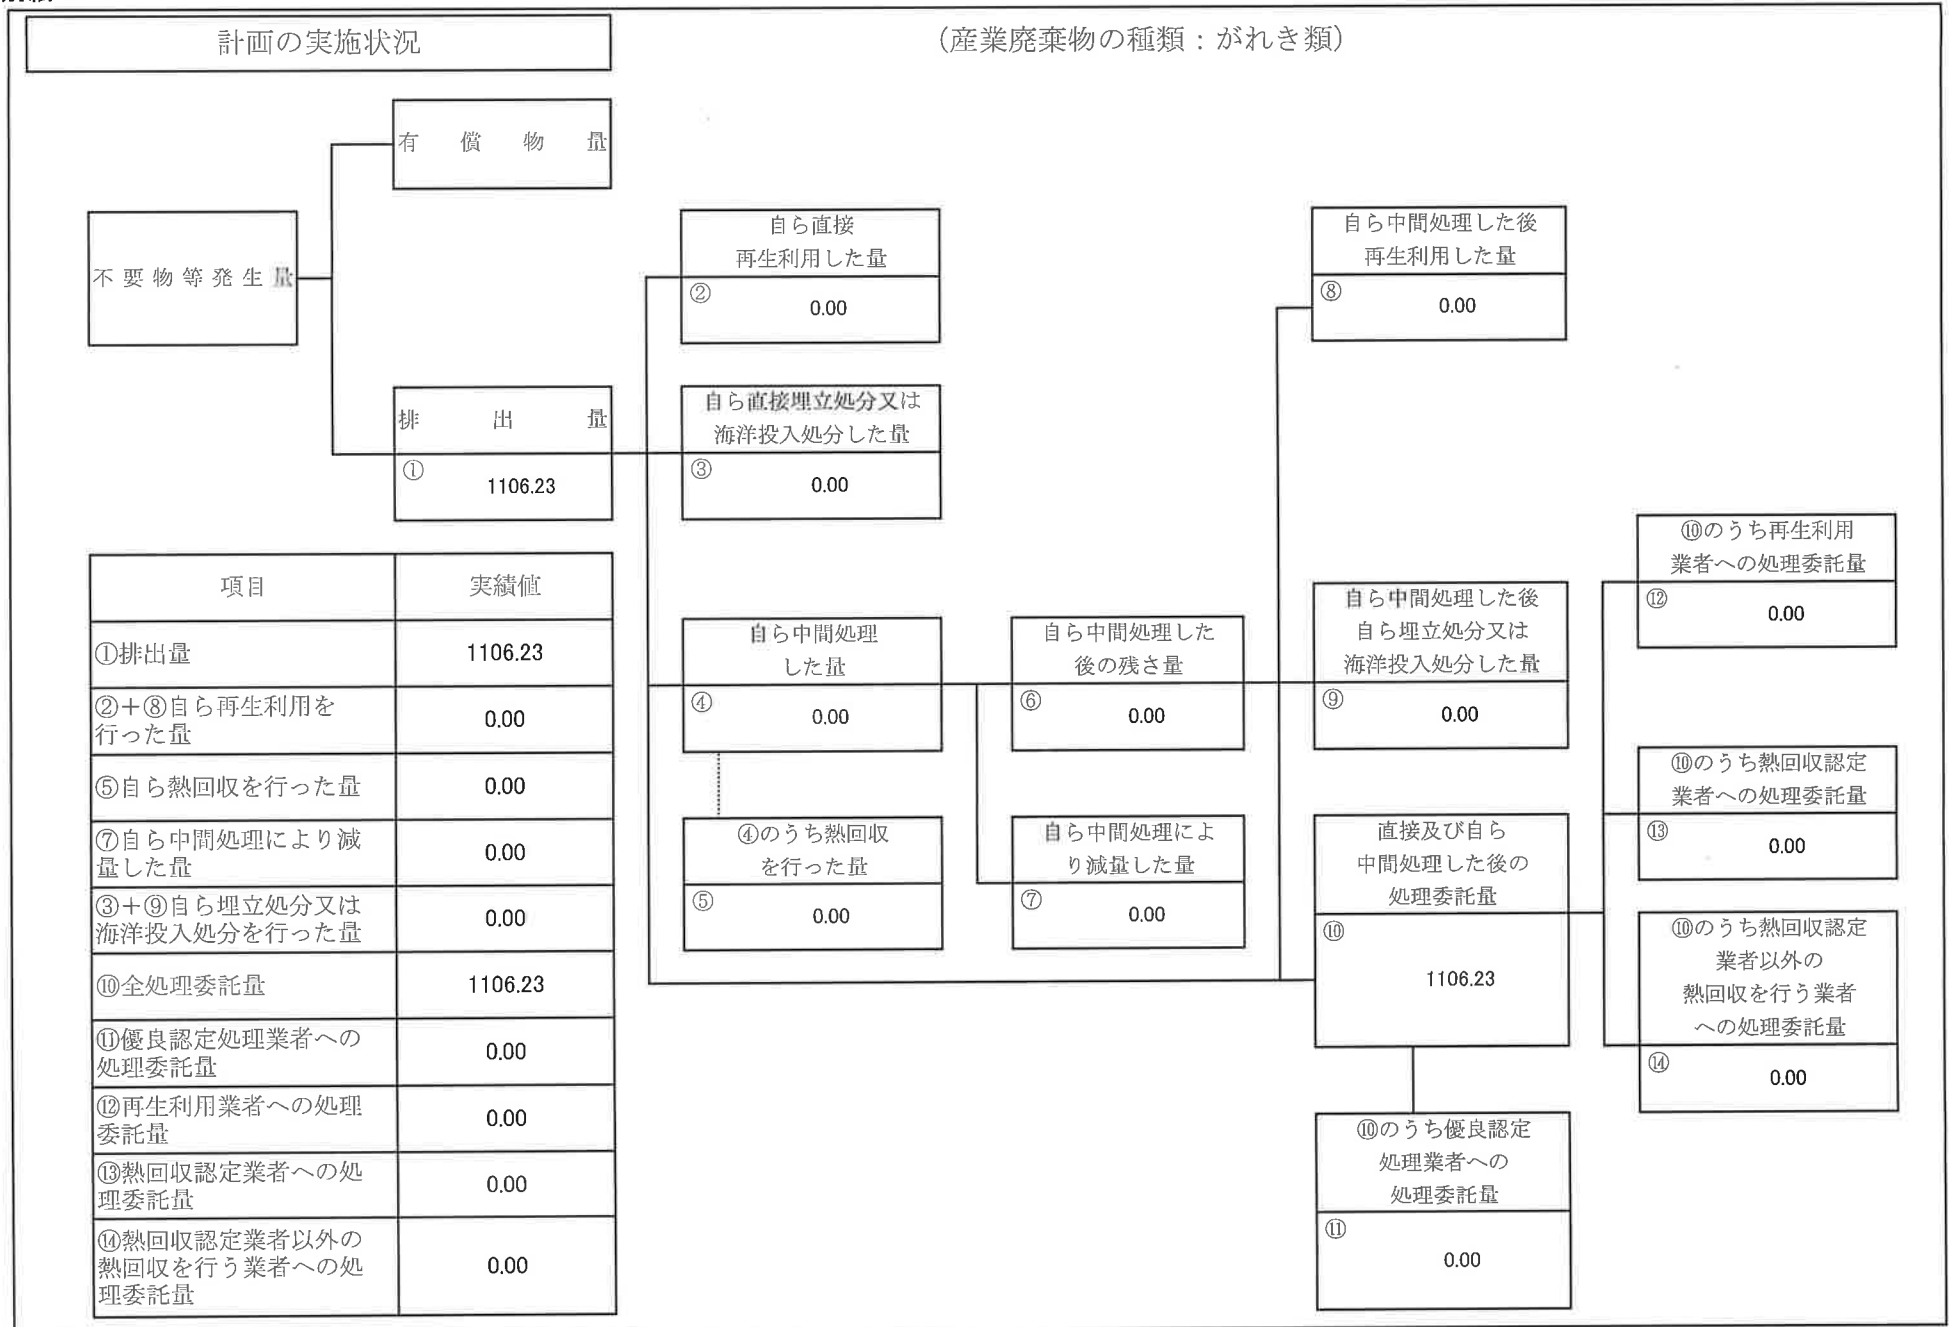 計画の実施状況
（産業廃棄物の種類：がれき類）
有償物量
不要物等発生量
排出量
① 1106.23
自ら直接
再生利用した量
② 0.00
自ら直接埋立処分又は
海洋投入処分した量
③ 0.00
自ら中間処理
した量
④ 0.00
④のうち熱回収
を行った量
⑤ 0.00
自ら中間処理した
後の残さ量
⑥ 0.00
自ら中間処理によ
り減量した量
⑦ 0.00
自ら中間処理した後
再生利用した量
⑧ 0.00
自ら中間処理した後
自ら埋立処分又は
海洋投入処分した量
⑨ 0.00
直接及び自ら
中間処理した後の
処理委託量
⑩
1106.23
⑩のうち優良認定
処理業者への
処理委託量
⑪
0.00
⑩のうち再生利用
業者への処理委託量
⑫ 0.00
⑩のうち熱回収認定
業者への処理委託量
⑬ 0.00
⑩のうち熱回収認定
業者以外の
熱回収を行う業者
への処理委託量
⑭ 0.00
項目 実績値
①排出量 1106.23
②＋⑧自ら再生利用を
行った量 0.00
⑤自ら熱回収を行った量 0.00
⑦自ら中間処理により減
量した量 0.00
③＋⑨自ら埋立処分又は
海洋投入処分を行った量 0.00
⑩全処理委託量 1106.23
⑪優良認定処理業者への
処理委託量 0.00
⑫再生利用業者への処理
委託量 0.00
⑬熱回収認定業者への処
理委託量 0.00
⑭熱回収認定業者以外の
熱回収を行う業者への処
理委託量 0.00